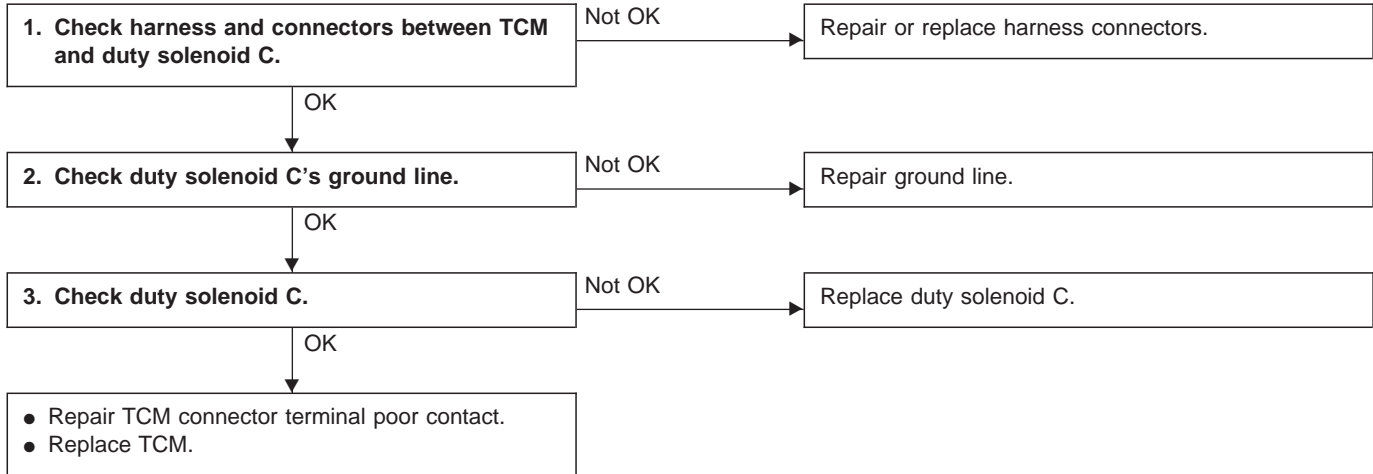 1. Check harness and connectors between TCM
and duty solenoid C.
Not OK
Repair or replace harness connectors.
OK
2. Check duty solenoid C’s ground line.
Not OK
Repair ground line.
OK
3. Check duty solenoid C.
Not OK
Replace duty solenoid C.
OK
● Repair TCM connector terminal poor contact.
● Replace TCM.